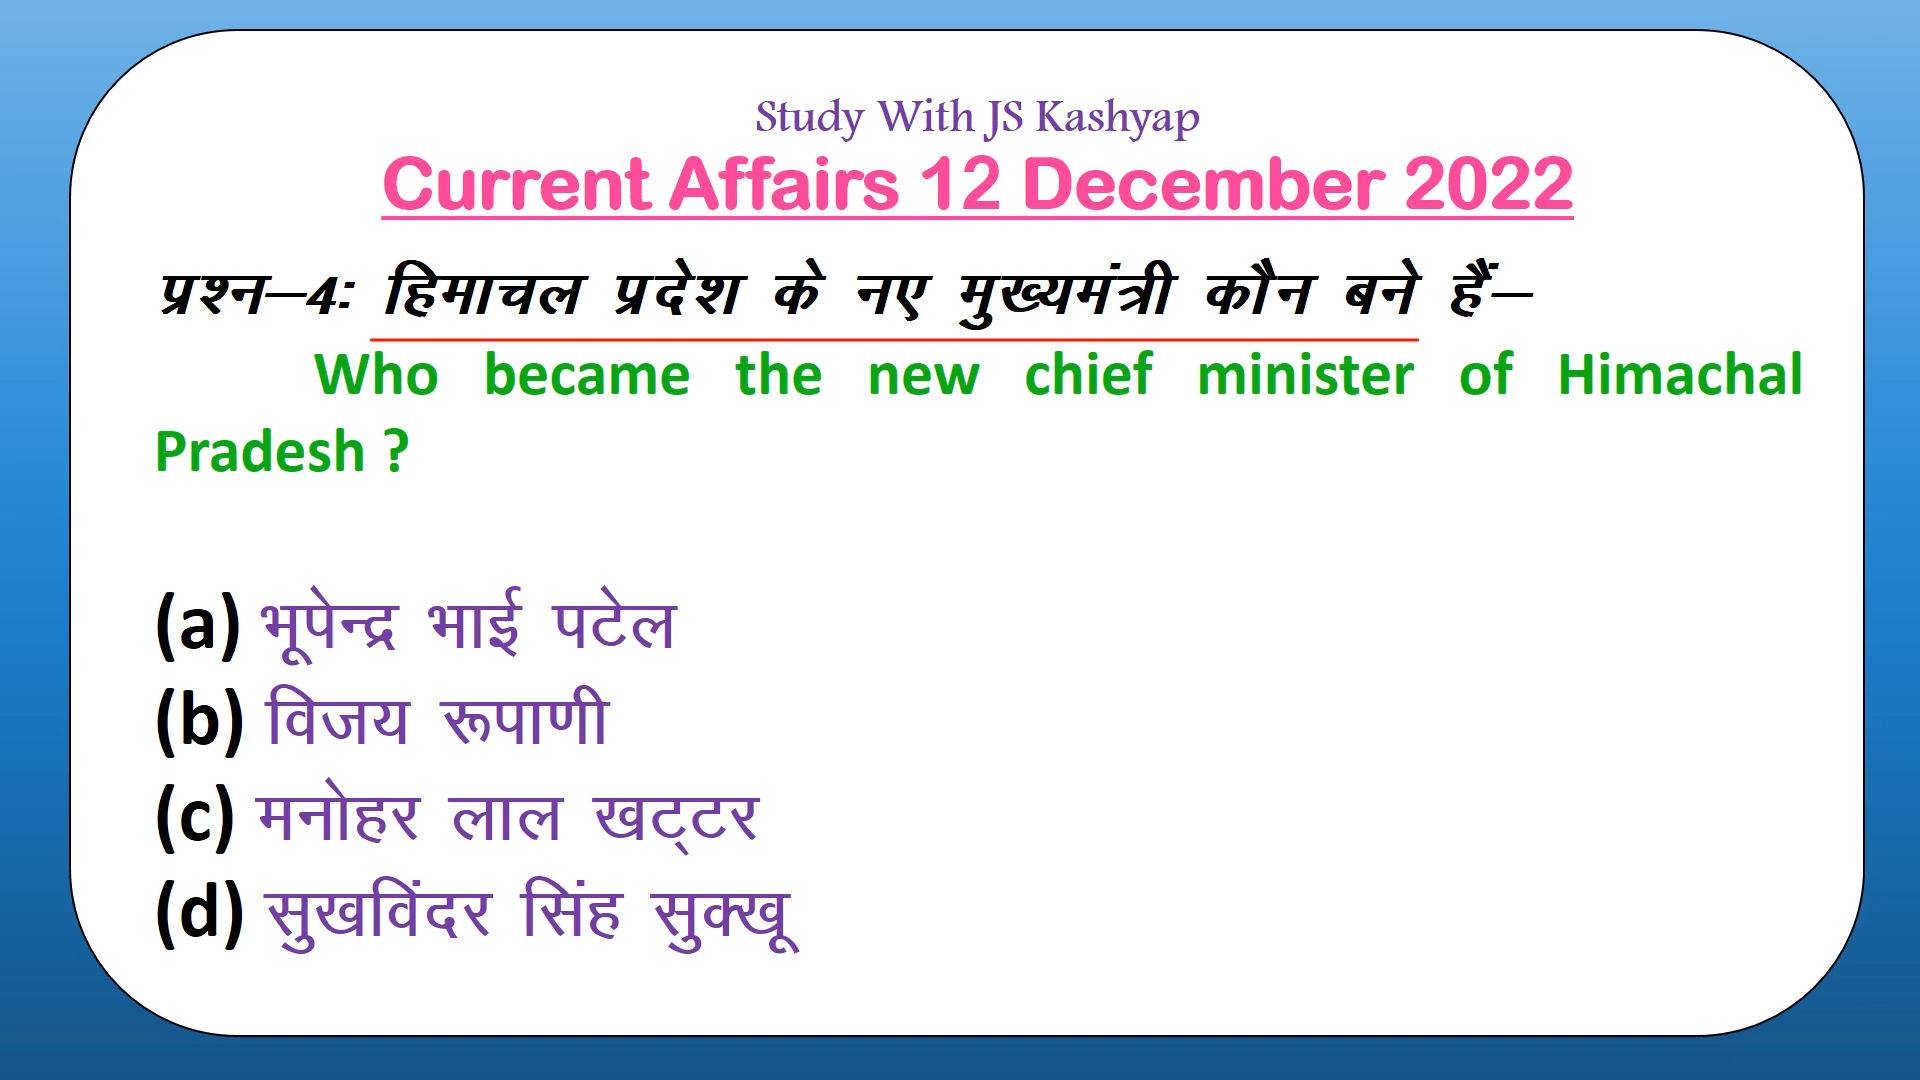 Study With JS Kashyap
Current Affairs 12 December 2022
प्रश्न–4: हिमाचल प्रदेश के नए मुख्यमंत्री कौन बने हैं–
Who became the new chief minister of Himachal
Pradesh ?
(a) भूपेन्द्र भाई पटेल
(b) विजय रूपाणी
(c) मनोहर लाल खट्‌टर
(d) सुखविंदर सिंह सुक्खू